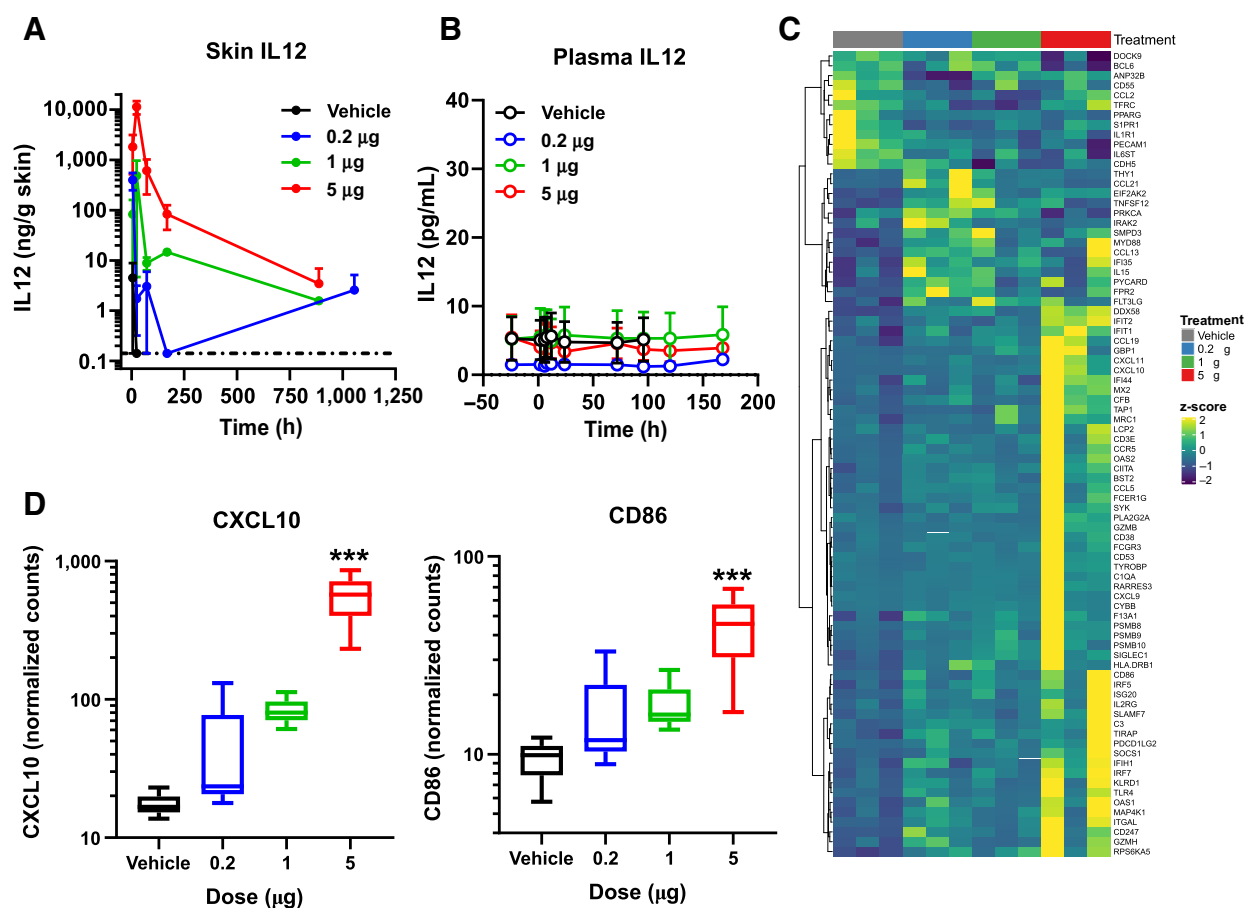 A
Skin IL12
IL12 (ng/g skin)
10,000
1,000
100
10
1
0.1
0
250
500
750
1,000
1,250
Time (h)
Vehicle
0.2 µg
1 µg
5 µg
B
Plasma IL12
IL12 (pg/mL)
40
30
20
10
0
−50
0
50
100
150
200
Time (h)
Vehicle
0.2 µg
1 µg
5 µg
C
Treatment
DOCK9
BCL6
ANP32B
CD55
CCL2
TFRC
PPARG
S1PR1
IL1R1
PECAM1
IL6ST
CDH5
THY1
CCL21
EIF2AK2
TNFSF12
PRKCA
IRAK2
SMPD3
MYD88
CCL13
IFI35
IL15
PYCARD
FPR2
FLT3LG
DDX58
IFIT2
IFIT1
CCL19
GBP1
CXCL11
CXCL10
IFI44
MX2
CFB
TAP1
MRC1
LCP2
CD3E
CCR5
OAS2
CIITA
BST2
CCL5
FCER1G
SYK
PLA2G2A
GZMB
CD38
FCGR3
CD53
TYROBP
C1QA
RARRES3
CXCL9
CYBB
F13A1
PSMB8
PSMB9
PSMB10
SIGLEC1
HLA.DRB1
CD86
IRF5
ISG20
IL2RG
SLAMF7
C3
TIRAP
PDCD1LG2
SOCS1
IFIH1
IRF7
KLRD1
TLR4
OAS1
MAP4K1
ITGAL
CD247
GZMH
RPS6KA5
Treatment
Vehicle
0.2 g
1 g
5 g
z-score
2
1
0
−1
−2
D
CXCL10
CXCL10 (normalized counts)
1,000
100
10
***
Vehicle
0.2
1
5
Dose (µg)
CD86
CD86 (normalized counts)
100
10
***
Vehicle
0.2
1
5
Dose (µg)